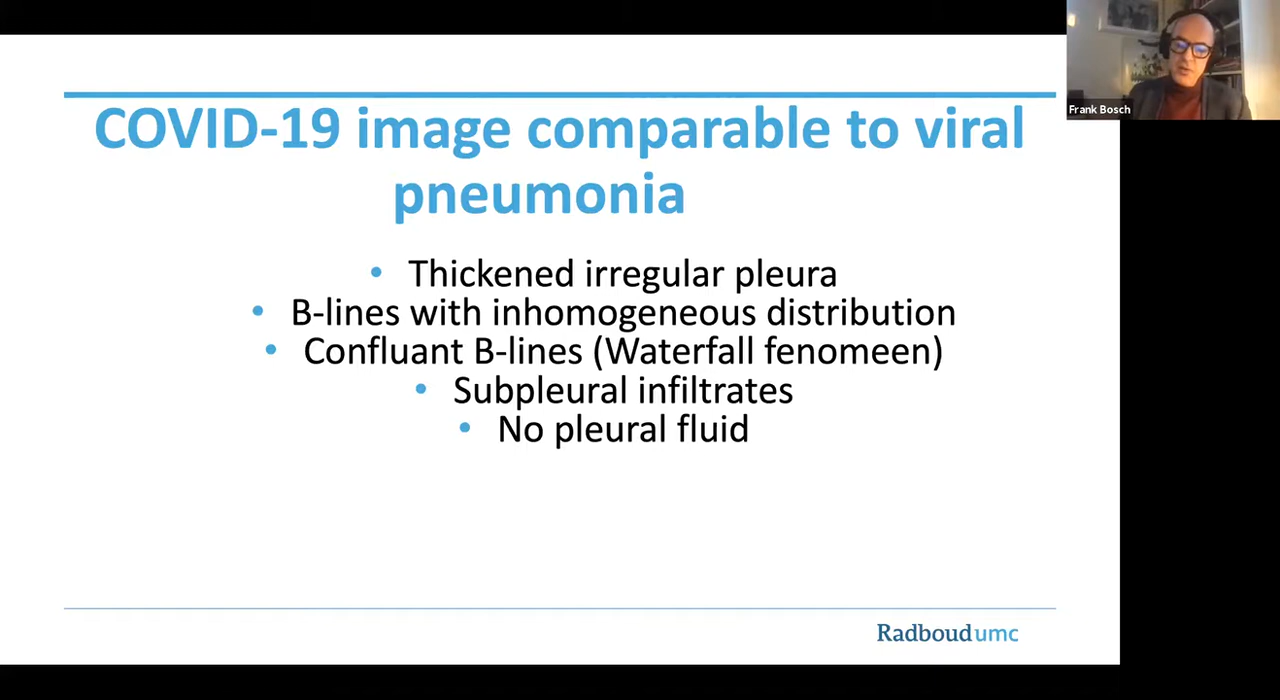 COVID-19 image comparable to viral
pneumonia
• Thickened irregular pleura
• B-lines with inhomogeneous distribution
• Confluant B-lines (Waterfall fenomeen)
• Subpleural infiltrates
• No pleural fluid
Radboudumc
Frank Bosch